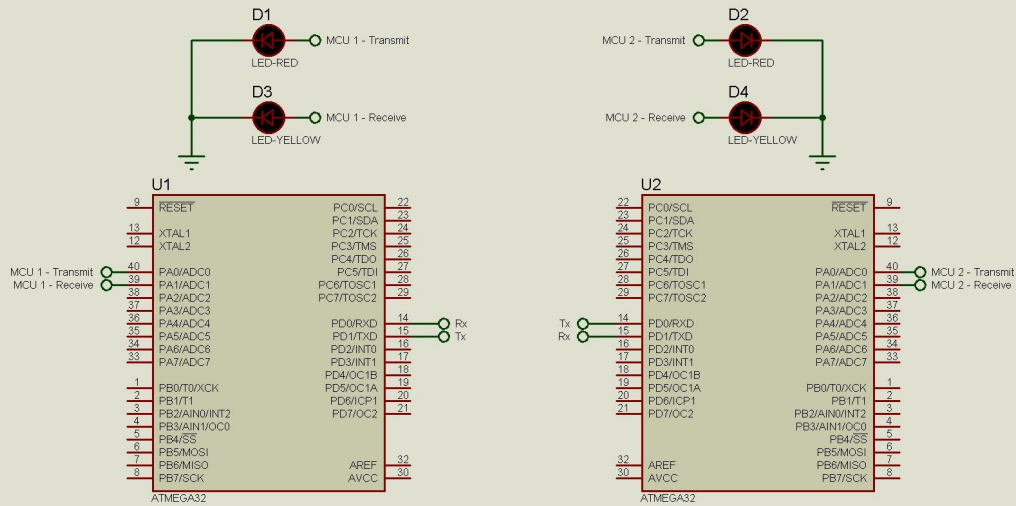 D1
MCU 1 - Transmit
LED-RED
D3
MCU 1 - Receive
LED-YELLOW
D2
MCU 2 - Transmit
LED-RED
D4
MCU 2 - Receive
LED-YELLOW
U1
9 RESET PC0/SCL 22
PC1/SDA 23
13 XTAL1 PC2/TCK 24
12 XTAL2 PC3/TMS 25
PC4/TDO 26
MCU 1 - Transmit 40 PA0/ADC0 PC5/TDI 27
MCU 1 - Receive 39 PA1/ADC1 PC6/TOSC1 28
38 PA2/ADC2 PC7/TOSC2 29
37 PA3/ADC3
36 PA4/ADC4 PD0/RXD 14 Rx
35 PA5/ADC5 PD1/TXD 15 Tx
34 PA6/ADC6 PD2/INT0 16
33 PA7/ADC7 PD3/INT1 17
PD4/OC1B 18
1 PB0/T0/XCK PD5/OC1A 19
2 PB1/T1 PD6/ICP1 20
3 PB2/AIN0/INT2 PD7/OC2 21
4 PB3/AIN1/OC0
5 PB4/SS
6 PB5/MOSI
7 PB6/MISO AREF 32
8 PB7/SCK AVCC 30
ATMEGA32
U2
22 PC0/SCL RESET 9
23 PC1/SDA
24 PC2/TCK XTAL1 13
25 PC3/TMS XTAL2 12
26 PC4/TDO
27 PC5/TDI PA0/ADC0 40 MCU 2 - Transmit
28 PC6/TOSC1 PA1/ADC1 39 MCU 2 - Receive
29 PC7/TOSC2 PA2/ADC2 38
PA3/ADC3 37
Tx 14 PD0/RXD PA4/ADC4 36
Rx 15 PD1/TXD PA5/ADC5 35
16 PD2/INT0 PA6/ADC6 34
17 PD3/INT1 PA7/ADC7 33
18 PD4/OC1B
19 PD5/OC1A PB0/T0/XCK 1
20 PD6/ICP1 PB1/T1 2
21 PD7/OC2 PB2/AIN0/INT2 3
PB3/AIN1/OC0 4
PB4/SS 5
PB5/MOSI 6
32 AREF PB6/MISO 7
30 AVCC PB7/SCK 8
ATMEGA32